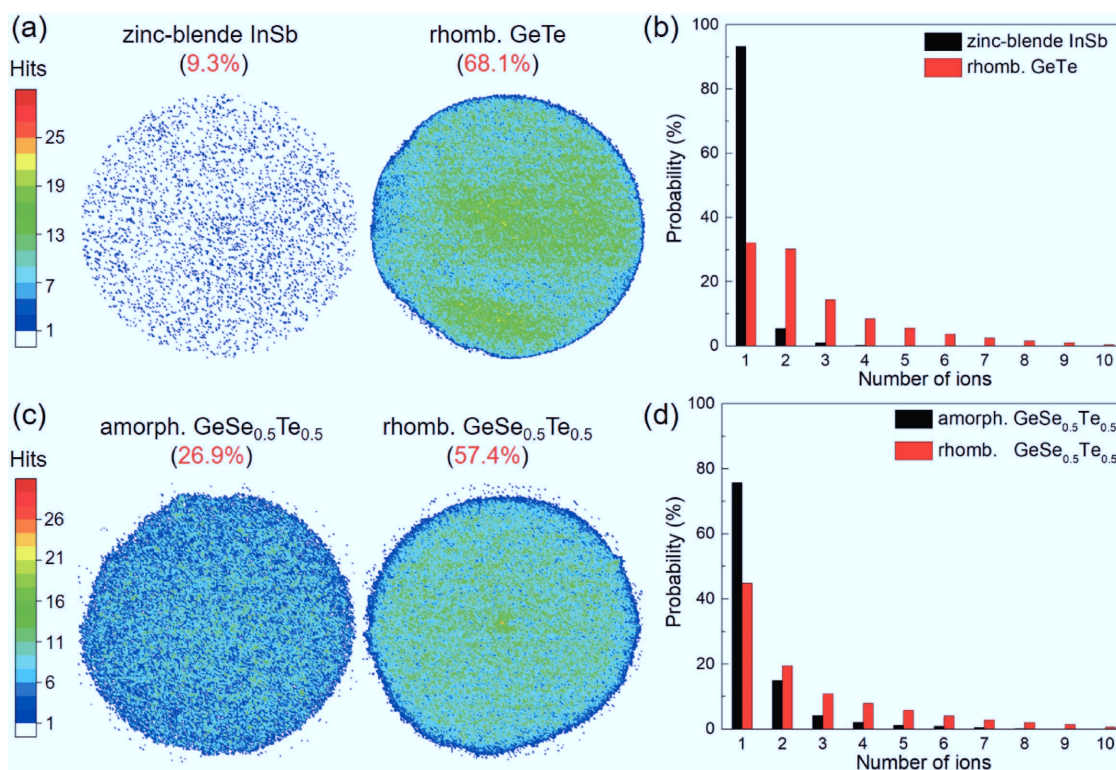 (a)
zinc-blende InSb
(9.3%)
rhomb. GeTe
(68.1%)
Hits
25
19
13
7
1
(b)
zinc-blende InSb
rhomb. GeTe
Probability (%)
100
80
60
40
20
0
1 2 3 4 5 6 7 8 9 10
Number of ions
(c)
amorph. GeSe0.5Te0.5
(26.9%)
rhomb. GeSe0.5Te0.5
(57.4%)
Hits
26
21
16
11
6
1
(d)
amorph. GeSe0.5Te0.5
rhomb. GeSe0.5Te0.5
Probability (%)
100
80
60
40
20
0
1 2 3 4 5 6 7 8 9 10
Number of ions